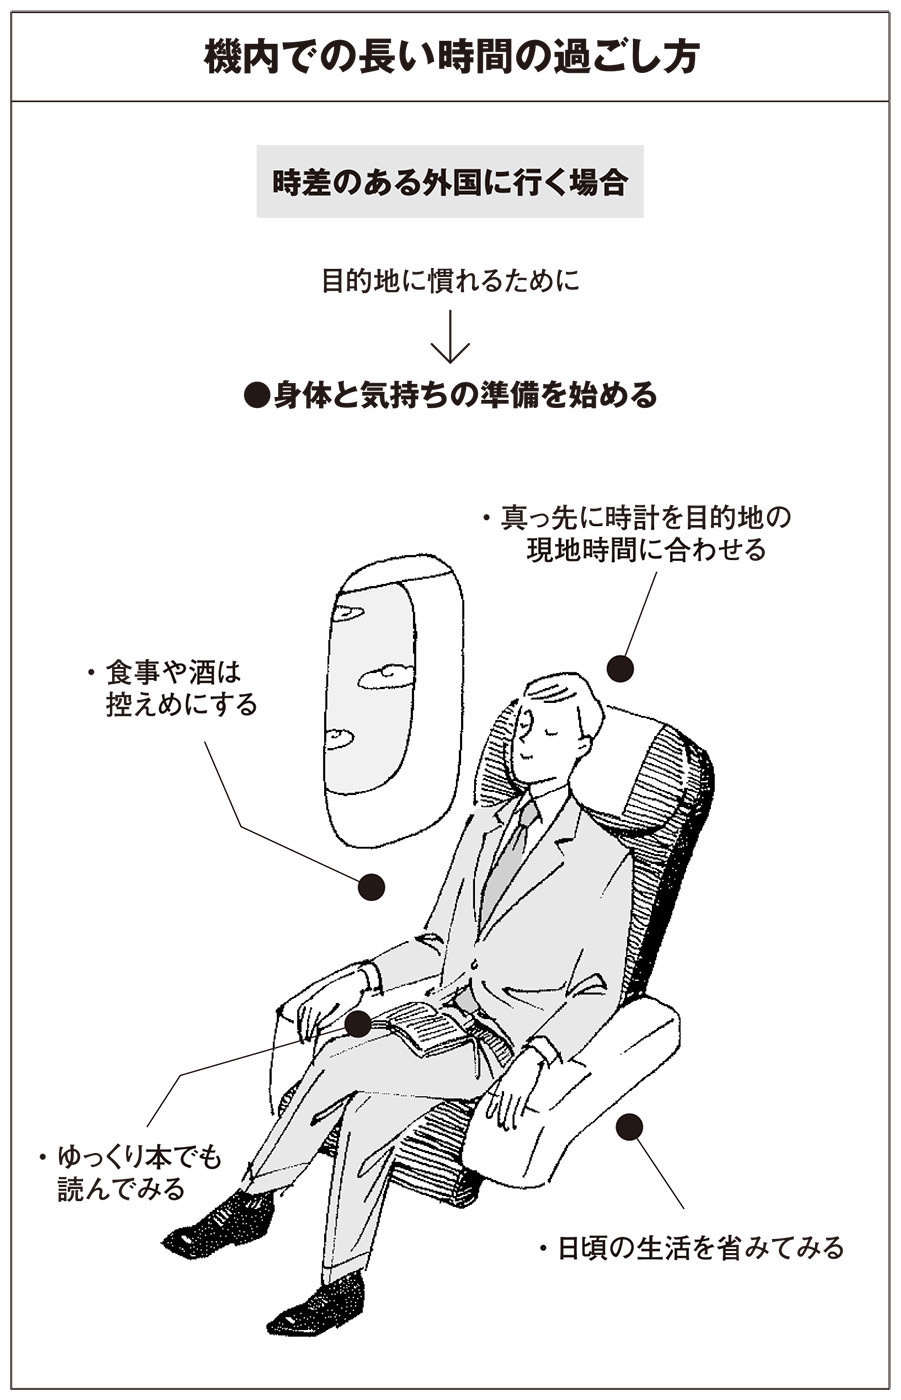 機内での長い時間の過ごし方
時差のある外国に行く場合
目的地に慣れるために
●身体と気持ちの準備を始める
・真っ先に時計を目的地の
現地時間に合わせる
・食事や酒は
控えめにする
・ゆっくり本でも
読んでみる
・日頃の生活を省みてみる